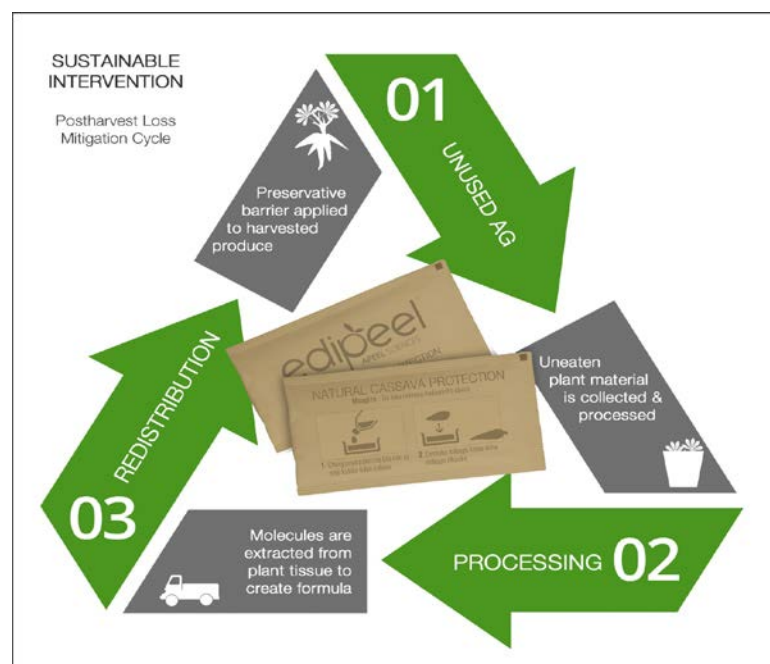 SUSTAINABLE
INTERVENTION
Postharvest Loss
Mitigation Cycle
01
UNUSED AG
Preservative
barrier applied
to harvested
produce
edipeel
APEEL SCIENCES
NATURAL CASSAVA PROTECTION
Uneaten
plant material
is collected &
processed
PROCESSING 02
Molecules are
extracted from
plant tissue to
create formula
03 REDISTRIBUTION